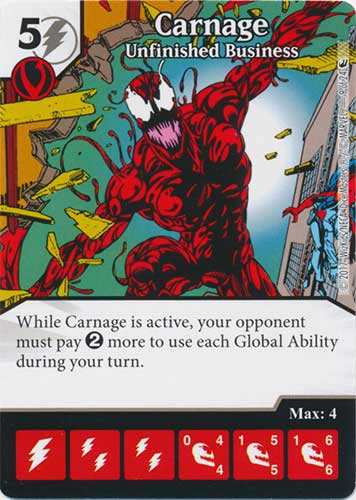 5
Carnage
Unfinished Business
While Carnage is active, your opponent
must pay 2 more to use each Global Ability
during your turn.
Max: 4
0 4 4
1 5 5
1 6 6